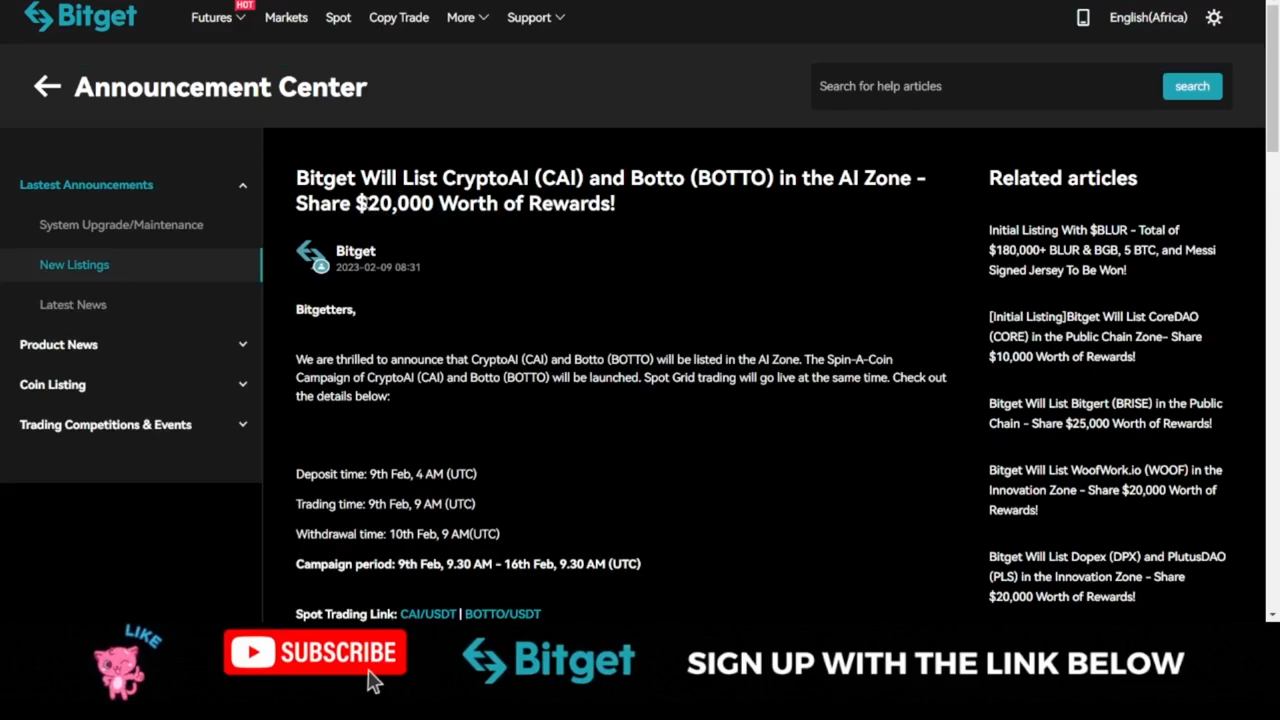 Bitget
Futures HOT
Markets
Spot
Copy Trade
More
Support
English(Africa)
Announcement Center
Search for help articles
search
Lastest Announcements
System Upgrade/Maintenance
New Listings
Latest News
Product News
Coin Listing
Trading Competitions & Events
Bitget Will List CryptoAI (CAI) and Botto (BOTTO) in the AI Zone -
Share $20,000 Worth of Rewards!
Bitget
2023-02-09 08:31
Bitgetters,
We are thrilled to announce that CryptoAI (CAI) and Botto (BOTTO) will be listed in the AI Zone. The Spin-A-Coin
Campaign of CryptoAI (CAI) and Botto (BOTTO) will be launched. Spot Grid trading will go live at the same time. Check out
the details below:
Deposit time: 9th Feb, 4 AM (UTC)
Trading time: 9th Feb, 9 AM (UTC)
Withdrawal time: 10th Feb, 9 AM(UTC)
Campaign period: 9th Feb, 9.30 AM - 16th Feb, 9.30 AM (UTC)
Spot Trading Link: CAI/USDT | BOTTO/USDT
Related articles
Initial Listing With $BLUR - Total of
$180,000+ BLUR & BGB, 5 BTC, and Messi
Signed Jersey To Be Won!
[Initial Listing]Bitget Will List CoreDAO
(CORE) in the Public Chain Zone- Share
$10,000 Worth of Rewards!
Bitget Will List Bitgert (BRISE) in the Public
Chain - Share $25,000 Worth of Rewards!
Bitget Will List WoofWork.io (WOOF) in the
Innovation Zone - Share $20,000 Worth of
Rewards!
Bitget Will List Dopex (DPX) and PlutusDAO
(PLS) in the Innovation Zone - Share
$20,000 Worth of Rewards!
LIKE
SUBSCRIBE
Bitget
SIGN UP WITH THE LINK BELOW